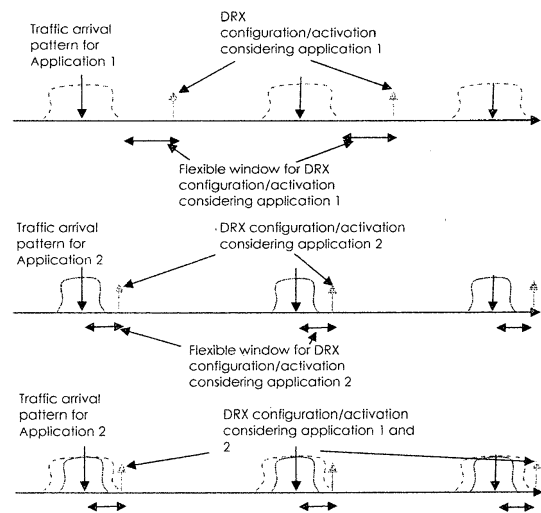 Traffic arrival
pattern for
Application 1
DRX
configuration/activation
considering application 1
Flexible window for DRX
configuration/activation
considering application 1
Traffic arrival
pattern for
Application 2
DRX configuration/activation
considering application 2
Flexible window for DRX
configuration/activation
considering application 2
Traffic arrival
pattern for
Application 2
DRX configuration/activation
considering application 1 and
2